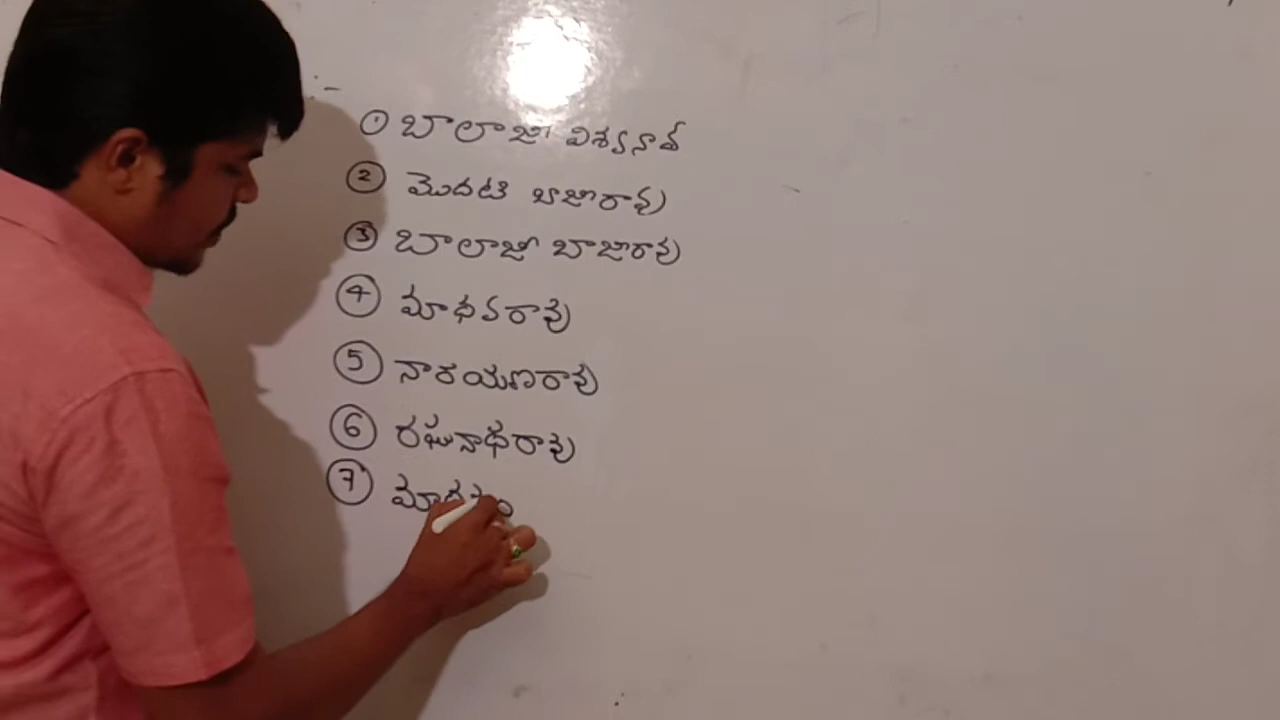 ① బాలాజీ విశ్వనాథ్
② మొదటి బాజీరావు
③ బాలాజీ బాజీరావు
④ మాధవరావు
⑤ నారాయణరావు
⑥ రఘునాథరావు
⑦